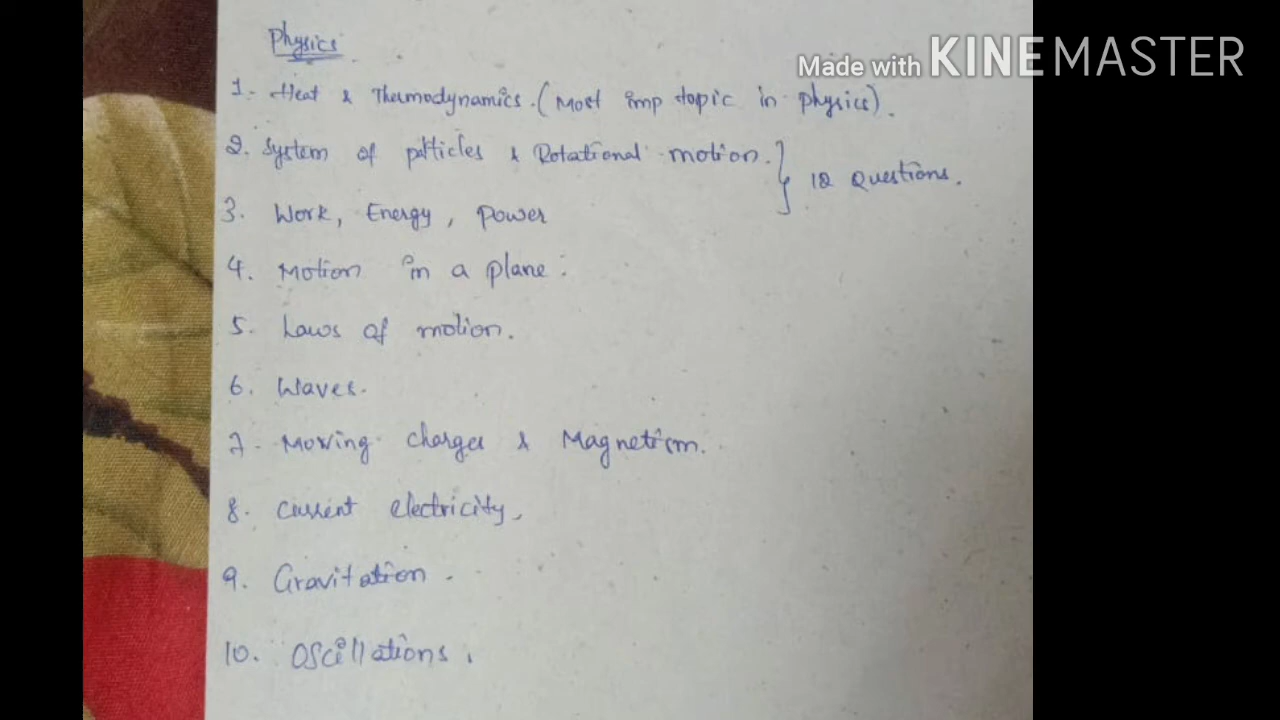 Made with KINEMASTER
Physics
1. Heat & Thermodynamics. (Most imp topic in physics).
2. System of particles & Rotational motion. } 12 Questions.
3. Work, Energy, Power
4. Motion in a plane.
5. Laws of motion.
6. Waves.
7. Moving charges & Magnetism.
8. Current electricity.
9. Gravitation.
10. Oscillations.